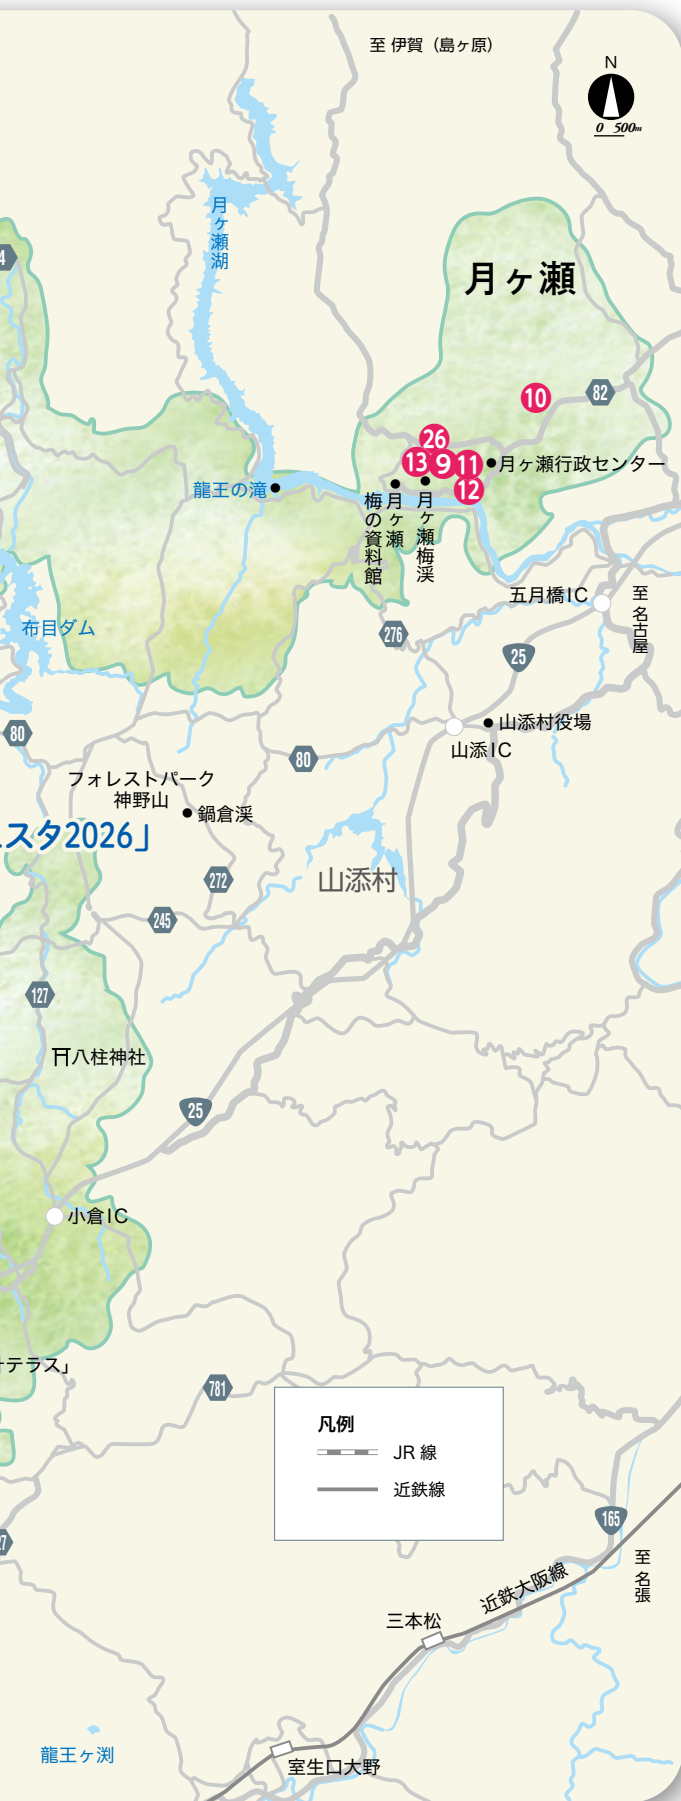 至 伊賀（島ヶ原）
N
0 500m
月ヶ瀬湖
4
月ヶ瀬
10
82
26
13
9
11
月ヶ瀬行政センター
12
龍王の滝
月ヶ瀬
梅の資料館
月ヶ瀬梅渓
五月橋IC
至 名古屋
布目ダム
276
25
80
山添村役場
山添IC
80
フォレストパーク
神野山
鍋倉渓
スタ2026」
272
山添村
245
127
八柱神社
25
小倉IC
テラス」
781
凡例
JR 線
近鉄線
165
至 名張
近鉄大阪線
三本松
龍王ヶ渕
室生口大野